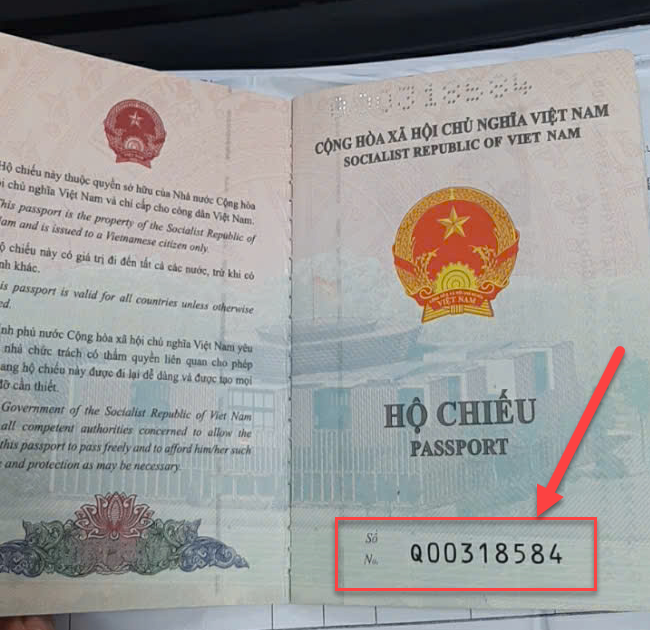 Hộ chiếu này thuộc quyền sở hữu của Nhà nước Cộng hòa
chủ nghĩa Việt Nam và chỉ cấp cho công dân Việt Nam.
This passport is the property of the Socialist Republic of
and is issued to a Vietnamese citizen only.
chiếu này có giá trị đi đến tất cả các nước, trừ khi có
khác.
passport is valid for all countries unless otherwise
phủ nước Cộng hòa xã hội chủ nghĩa Việt Nam yêu
nhà chức trách có thẩm quyền liên quan cho phép
hộ chiếu này được đi lại dễ dàng và được tạo mọi
cần thiết.
Government of the Socialist Republic of Viet Nam
all competent authorities concerned to allow the
this passport to pass freely and to afford him/her such
and protection as may be necessary.
00318584
CỘNG HÒA XÃ HỘI CHỦ NGHĨA VIỆT NAM
SOCIALIST REPUBLIC OF VIET NAM
VIỆT NAM
HỘ CHIẾU
PASSPORT
Số
No.
Q00318584